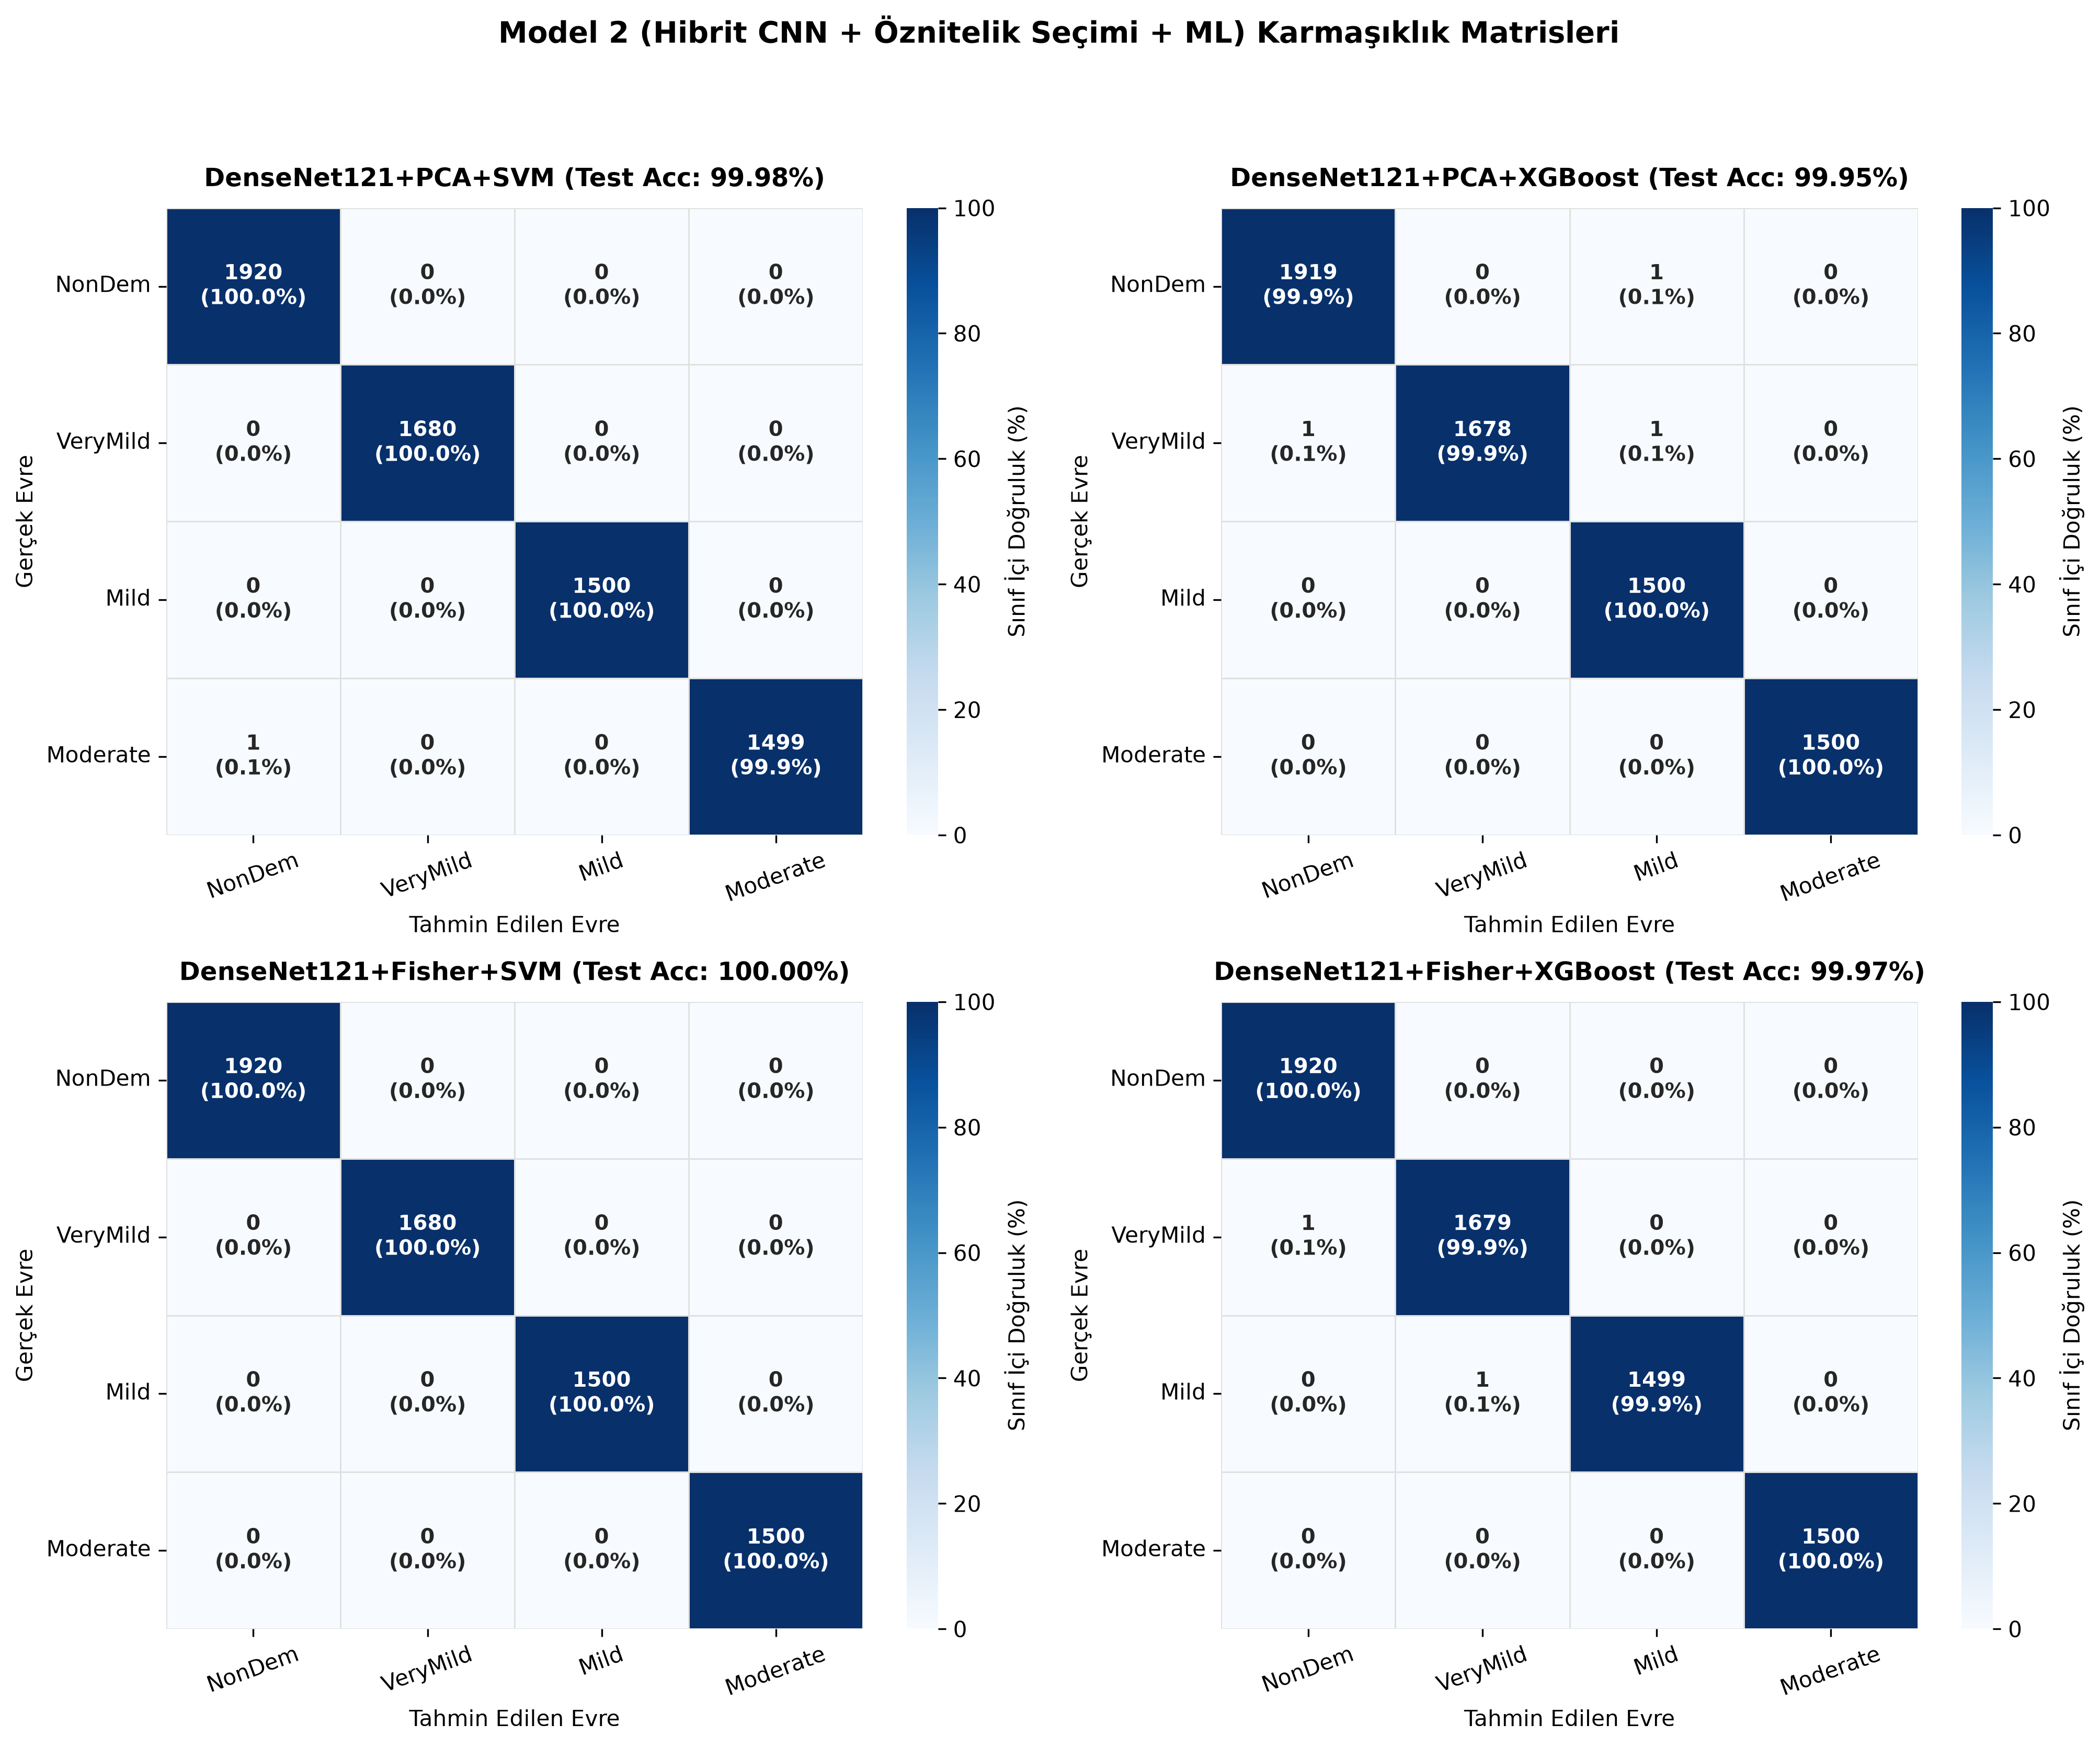 Model 2 (Hibrit CNN + Öznitelik Seçimi + ML) Karmaşıklık Matrisleri
DenseNet121+PCA+SVM (Test Acc: 99.98%)
NonDem
1920 0 0 0
(100.0%) (0.0%) (0.0%) (0.0%)
VeryMild
0 1680 0 0
(0.0%) (100.0%) (0.0%) (0.0%)
Mild
0 0 1500 0
(0.0%) (0.0%) (100.0%) (0.0%)
Moderate
1 0 0 1499
(0.1%) (0.0%) (0.0%) (99.9%)
Gerçek Evre
NonDem VeryMild Mild Moderate
Tahmin Edilen Evre
100
80
60
40
20
0
Sınıf İçi Doğruluk (%)
DenseNet121+PCA+XGBoost (Test Acc: 99.95%)
NonDem
1919 0 1 0
(99.9%) (0.0%) (0.1%) (0.0%)
VeryMild
1 1678 1 0
(0.1%) (99.9%) (0.1%) (0.0%)
Mild
0 0 1500 0
(0.0%) (0.0%) (100.0%) (0.0%)
Moderate
0 0 0 1500
(0.0%) (0.0%) (0.0%) (100.0%)
Gerçek Evre
NonDem VeryMild Mild Moderate
Tahmin Edilen Evre
100
80
60
40
20
0
Sınıf İçi Doğruluk (%)
DenseNet121+Fisher+SVM (Test Acc: 100.00%)
NonDem
1920 0 0 0
(100.0%) (0.0%) (0.0%) (0.0%)
VeryMild
0 1680 0 0
(0.0%) (100.0%) (0.0%) (0.0%)
Mild
0 0 1500 0
(0.0%) (0.0%) (100.0%) (0.0%)
Moderate
0 0 0 1500
(0.0%) (0.0%) (0.0%) (100.0%)
Gerçek Evre
NonDem VeryMild Mild Moderate
Tahmin Edilen Evre
100
80
60
40
20
0
Sınıf İçi Doğruluk (%)
DenseNet121+Fisher+XGBoost (Test Acc: 99.97%)
NonDem
1920 0 0 0
(100.0%) (0.0%) (0.0%) (0.0%)
VeryMild
1 1679 0 0
(0.1%) (99.9%) (0.0%) (0.0%)
Mild
0 1 1499 0
(0.0%) (0.1%) (99.9%) (0.0%)
Moderate
0 0 0 1500
(0.0%) (0.0%) (0.0%) (100.0%)
Gerçek Evre
NonDem VeryMild Mild Moderate
Tahmin Edilen Evre
100
80
60
40
20
0
Sınıf İçi Doğruluk (%)